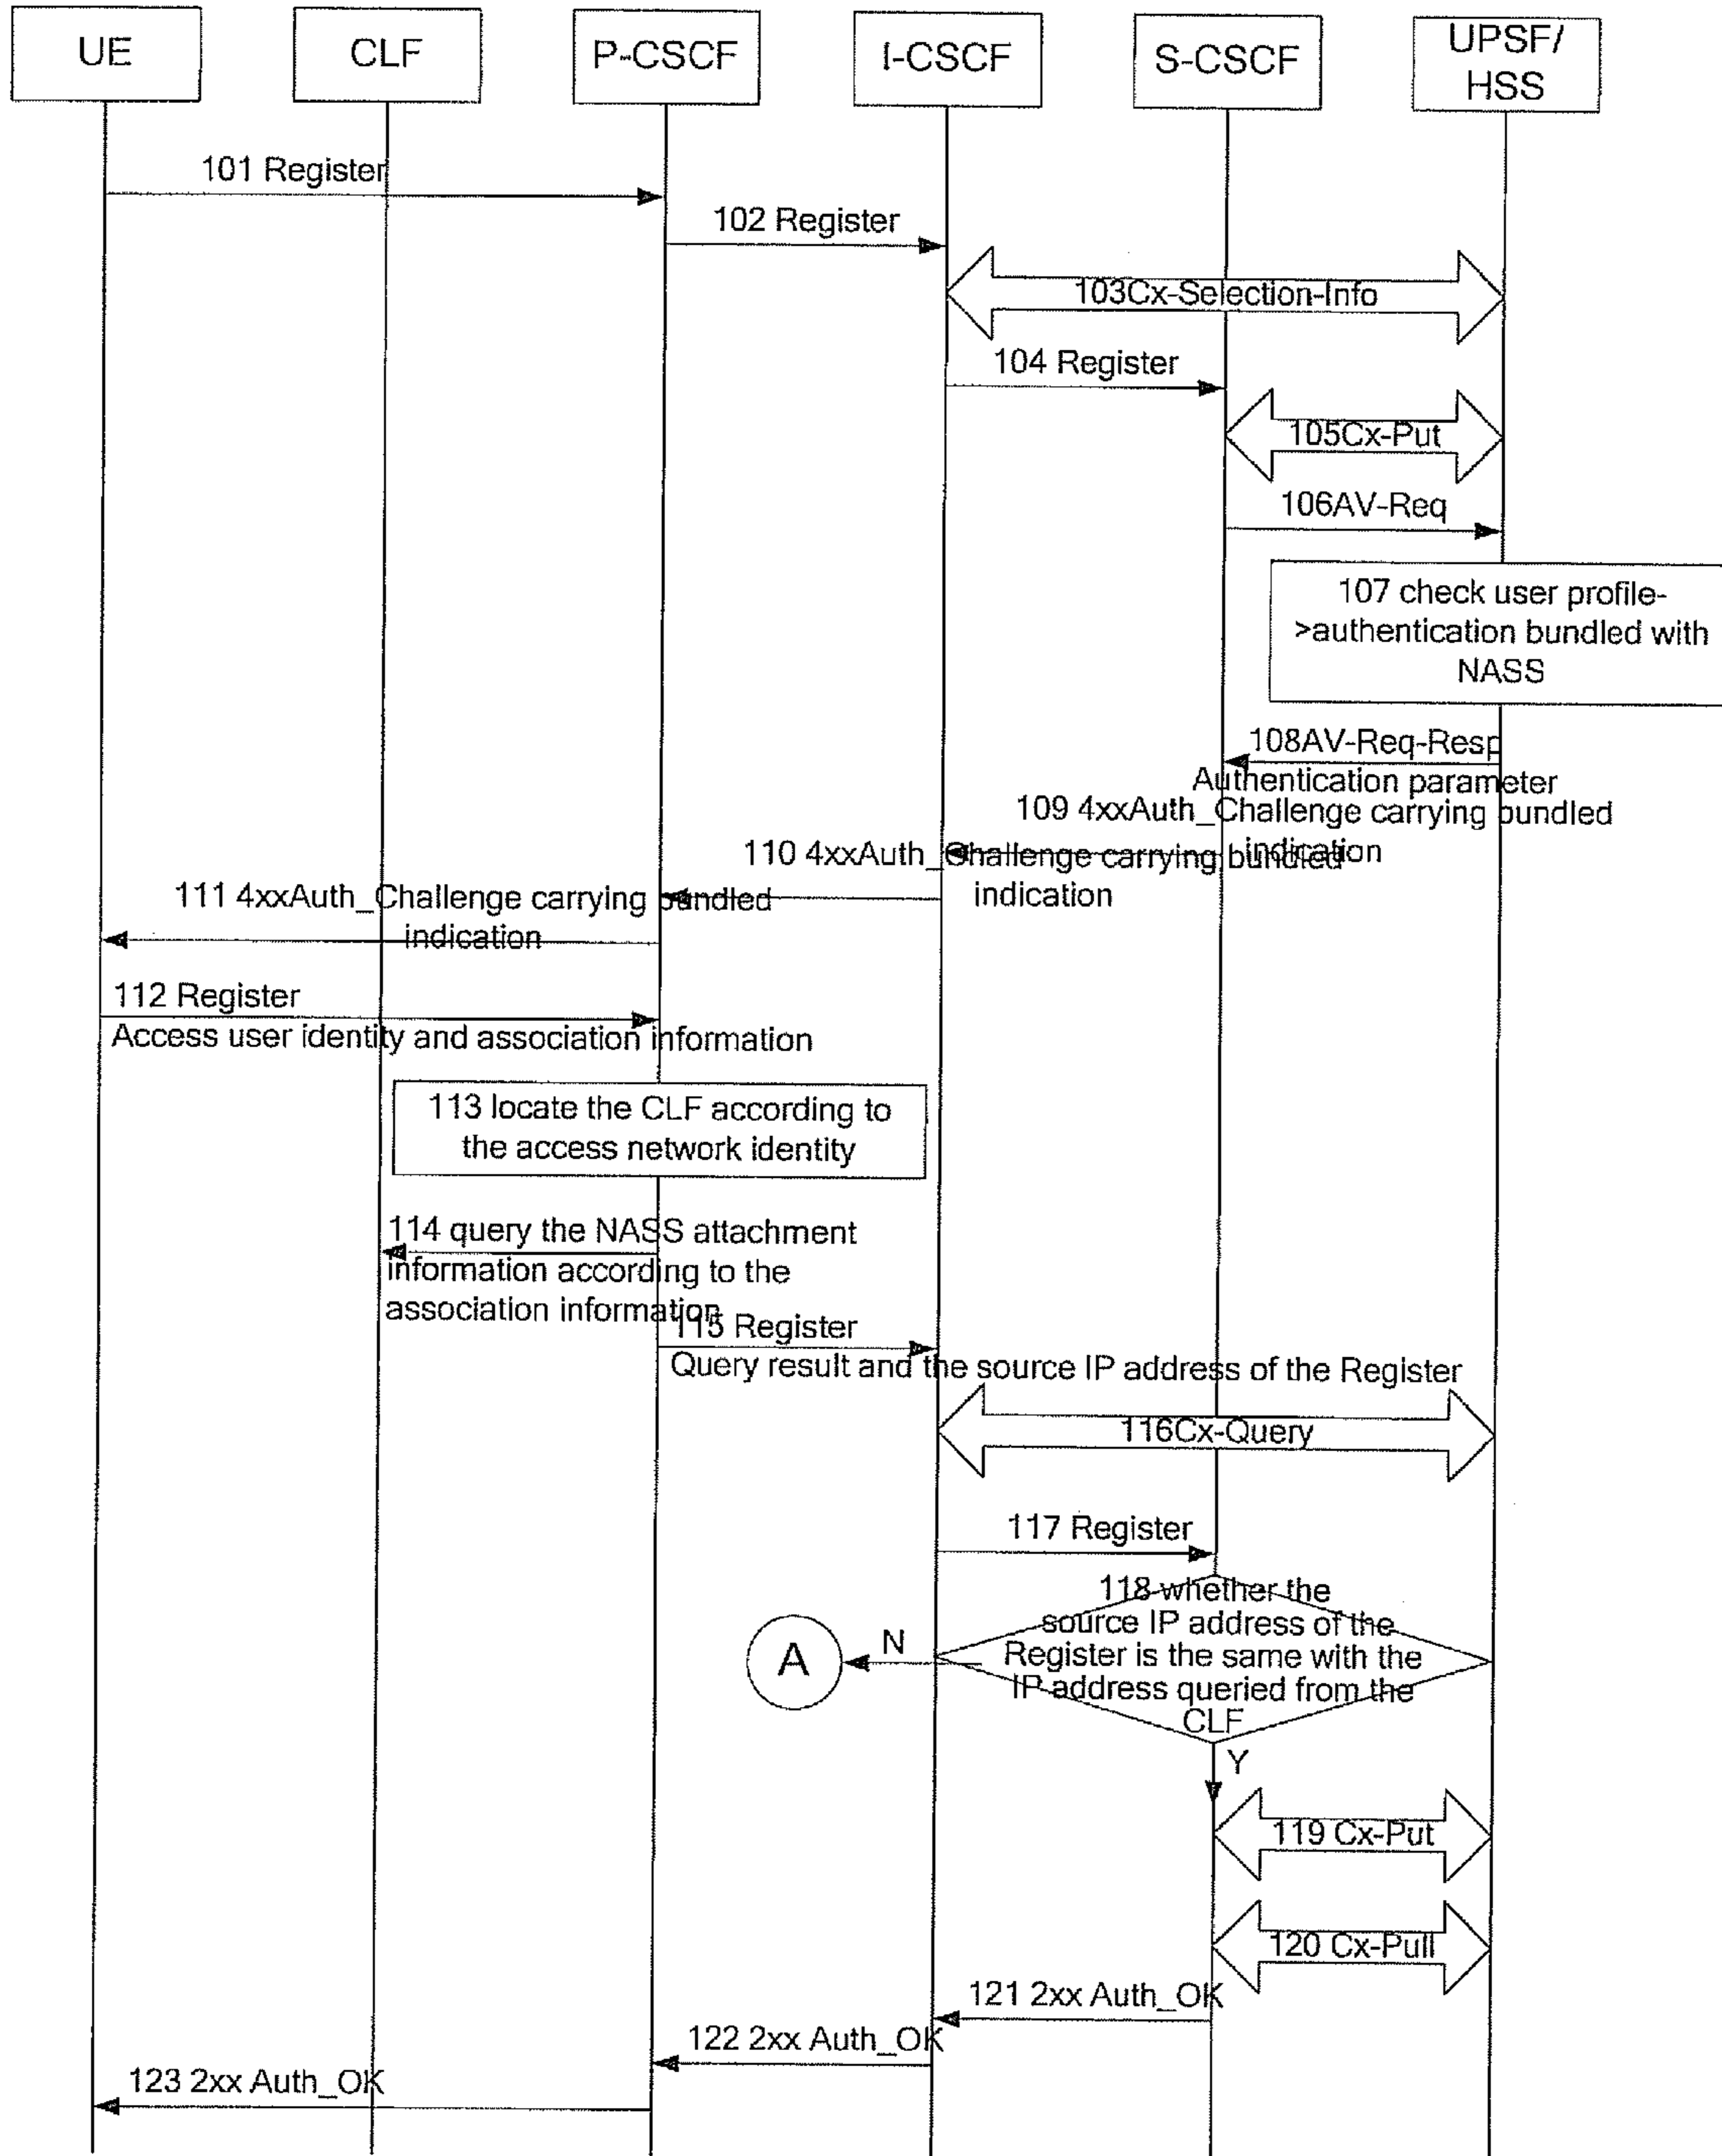 UE
CLF
P-CSCF
I-CSCF
S-CSCF
UPSF/
HSS
101 Register
102 Register
103Cx-Selection-Info
104 Register
105Cx-Put
106AV-Req
107 check user profile-
>authentication bundled with
NASS
108AV-Req-Resp
Authentication parameter
109 4xxAuth_Challenge carrying bundled
indication
110 4xxAuth_Challenge carrying bundled
indication
111 4xxAuth_Challenge carrying bundled
indication
112 Register
Access user identity and association information
113 locate the CLF according to
the access network identity
114 query the NASS attachment
information according to the
association information
115 Register
Query result and the source IP address of the Register
116Cx-Query
117 Register
118 whether the
source IP address of the
Register is the same with the
IP address queried from the
CLF
N
A
Y
119 Cx-Put
120 Cx-Pull
121 2xx Auth_OK
122 2xx Auth_OK
123 2xx Auth_OK